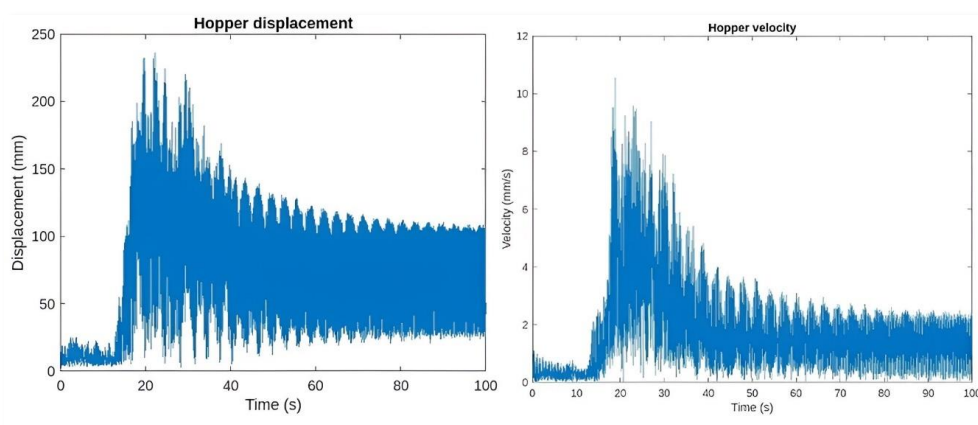 Hopper displacement
250
200
150
100
50
0
Displacement (mm)
0 20 40 60 80 100
Time (s)
Hopper velocity
12
10
8
6
4
2
0
Velocity (mm/s)
0 10 20 30 40 50 60 70 80 90 100
Time (s)